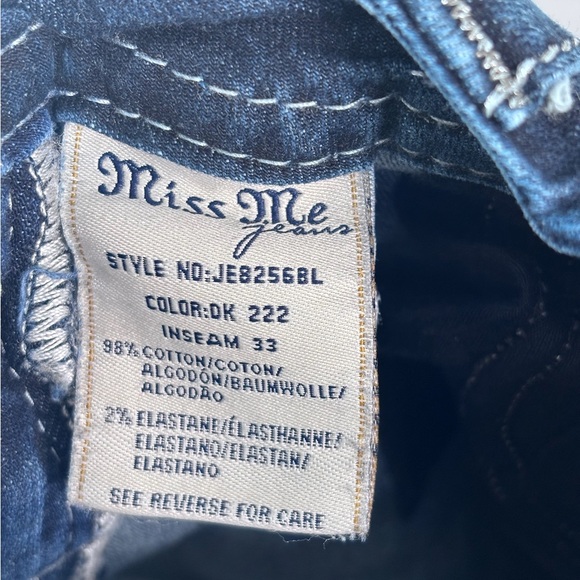 Miss Me
jeans
STYLE NO:JE8256BL
COLOR:DK 222
INSEAM 33
98% COTTON/COTON/
ALGODÓN/BAUMWOLLE/
ALGODÃO
2% ELASTANE/ÉLASTHANNE/
ELASTANO/ELASTAN/
ELASTANO
SEE REVERSE FOR CARE